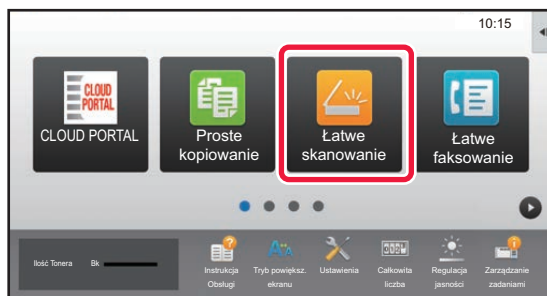 10:15
CLOUD
PORTAL
CLOUD PORTAL
Proste
kopiowanie
Łatwe
skanowanie
Łatwe
faksowanie
Ilość Tonera Bk
Instrukcja
Obsługi
Tryb powiększ.
ekranu
Ustawienia
Całkowita
liczba
Regulacja
jasności
Zarządzanie
zadaniami